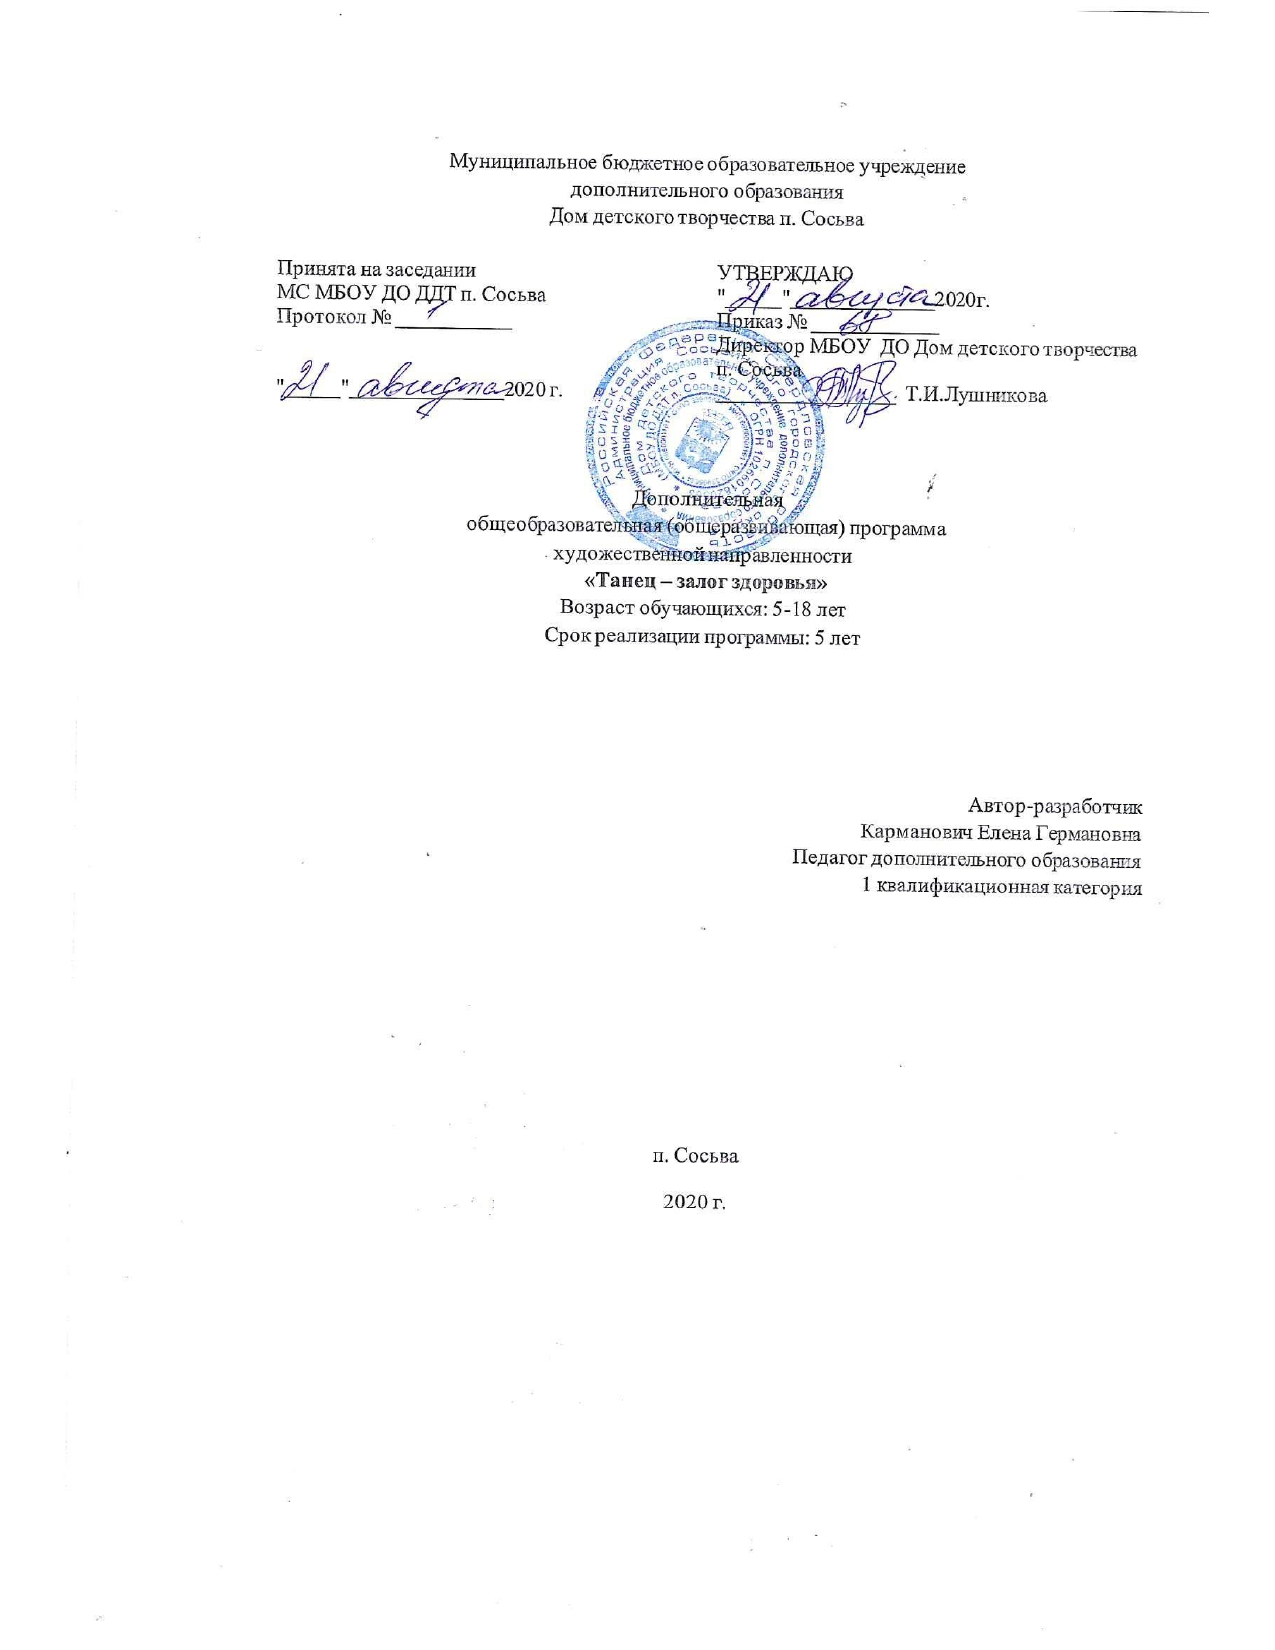 Муниципальное бюджетное образовательное учреждение
дополнительного образования
Дом детского творчества п. Сосьва
Принята на заседании
МС МБОУ ДО ДДТ п. Сосьва
Протокол № 1
"21" августа 2020 г.
УТВЕРЖДАЮ
"21" августа 2020г.
Приказ № 68
Директор МБОУ ДО Дом детского творчества
п. Сосьва
Т.И.Лушникова
Дополнительная
общеобразовательная (общеразвивающая) программа
художественной направленности
«Танец – залог здоровья»
Возраст обучающихся: 5-18 лет
Срок реализации программы: 5 лет
Автор-разработчик
Карманович Елена Германовна
Педагог дополнительного образования
1 квалификационная категория
п. Сосьва
2020 г.